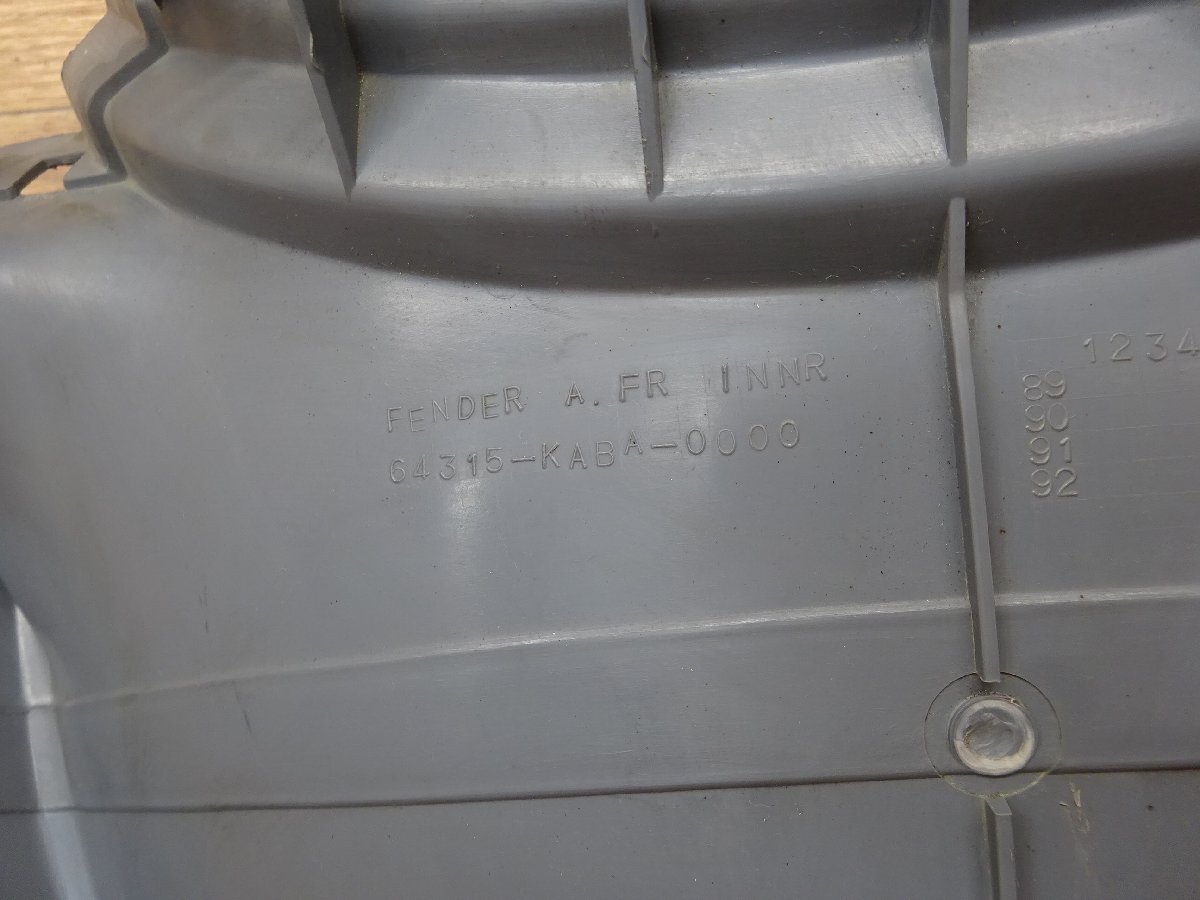 FENDER A. FR INNR
64315-KABA-0000
1234
89
90
91
92